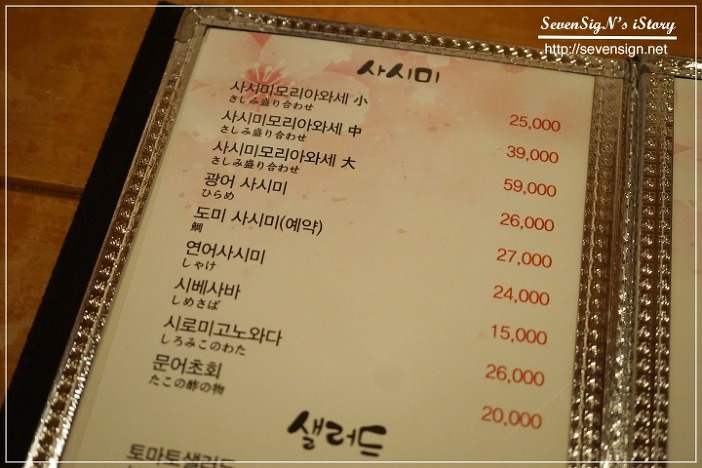 SevenSigN's iStory
http://sevensign.net
사시미
사시미모리아와세 小 25,000
さしみ盛り合わせ
사시미모리아와세 中 39,000
さしみ盛り合わせ
사시미모리아와세 大 59,000
さしみ盛り合わせ
광어 사시미 26,000
ひらめ
도미 사시미(예약) 27,000
鯛
연어사시미 24,000
しゃけ
시베사바 15,000
しめさば
시로미고노와다 26,000
しろみこのわた
문어초회 20,000
たこの酢の物
샐러드
토마토샐러드